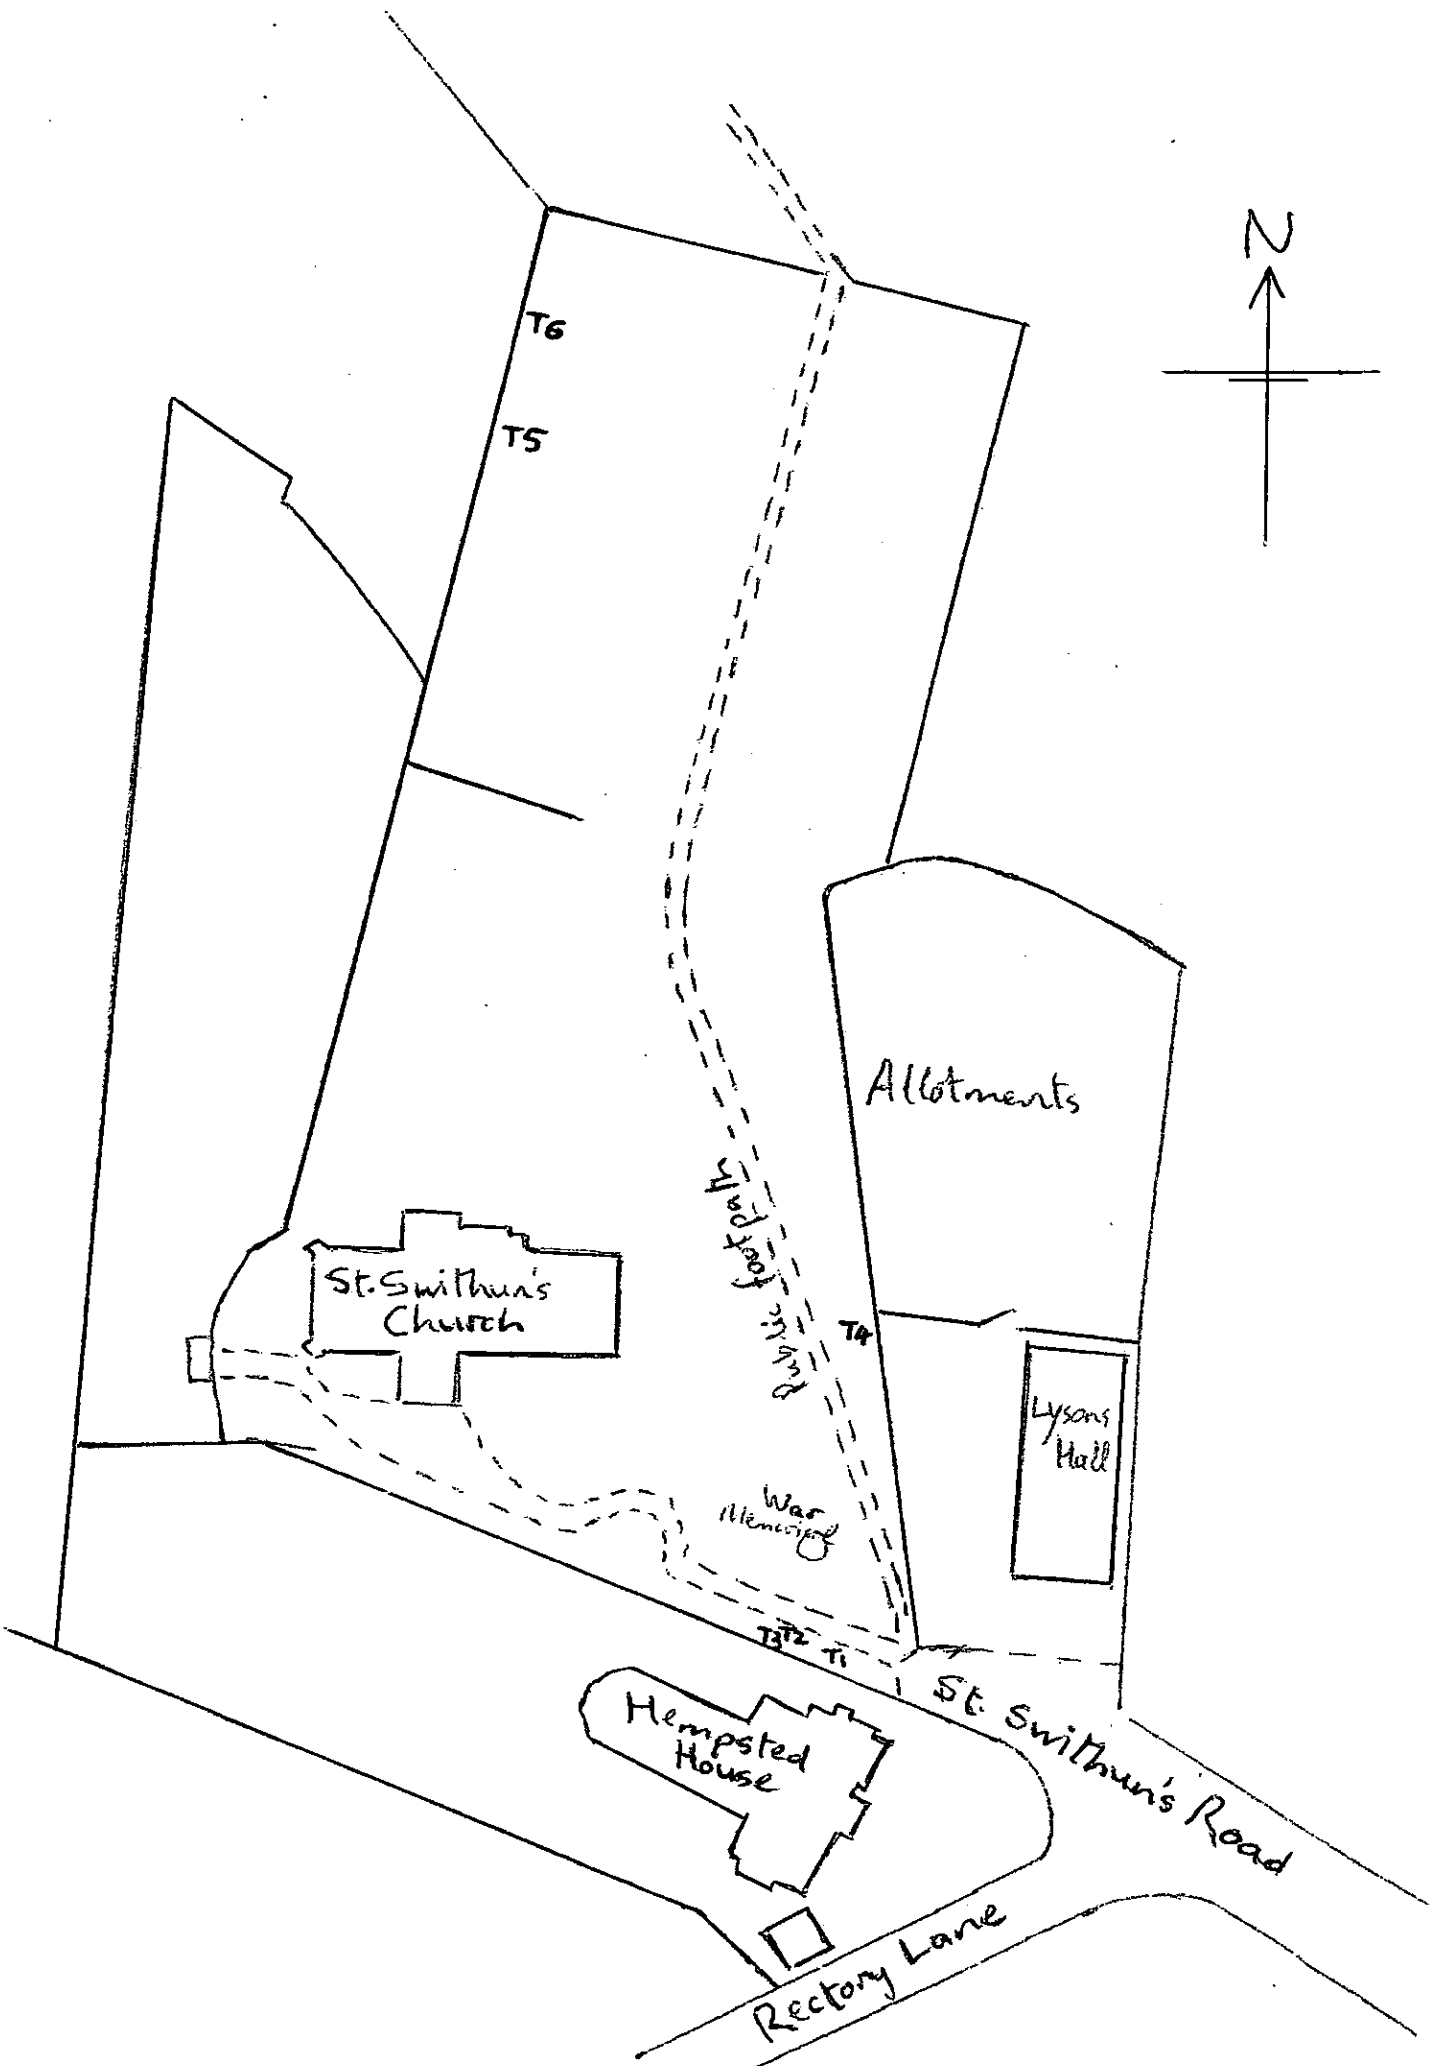 N
T6
T5
Allotments
Public footpath
St. Swithun's
Church
T4
Lysons
Hall
War
Memorial
T3 T2
T1
St. Swithun's Road
Hempsted
House
Rectory Lane